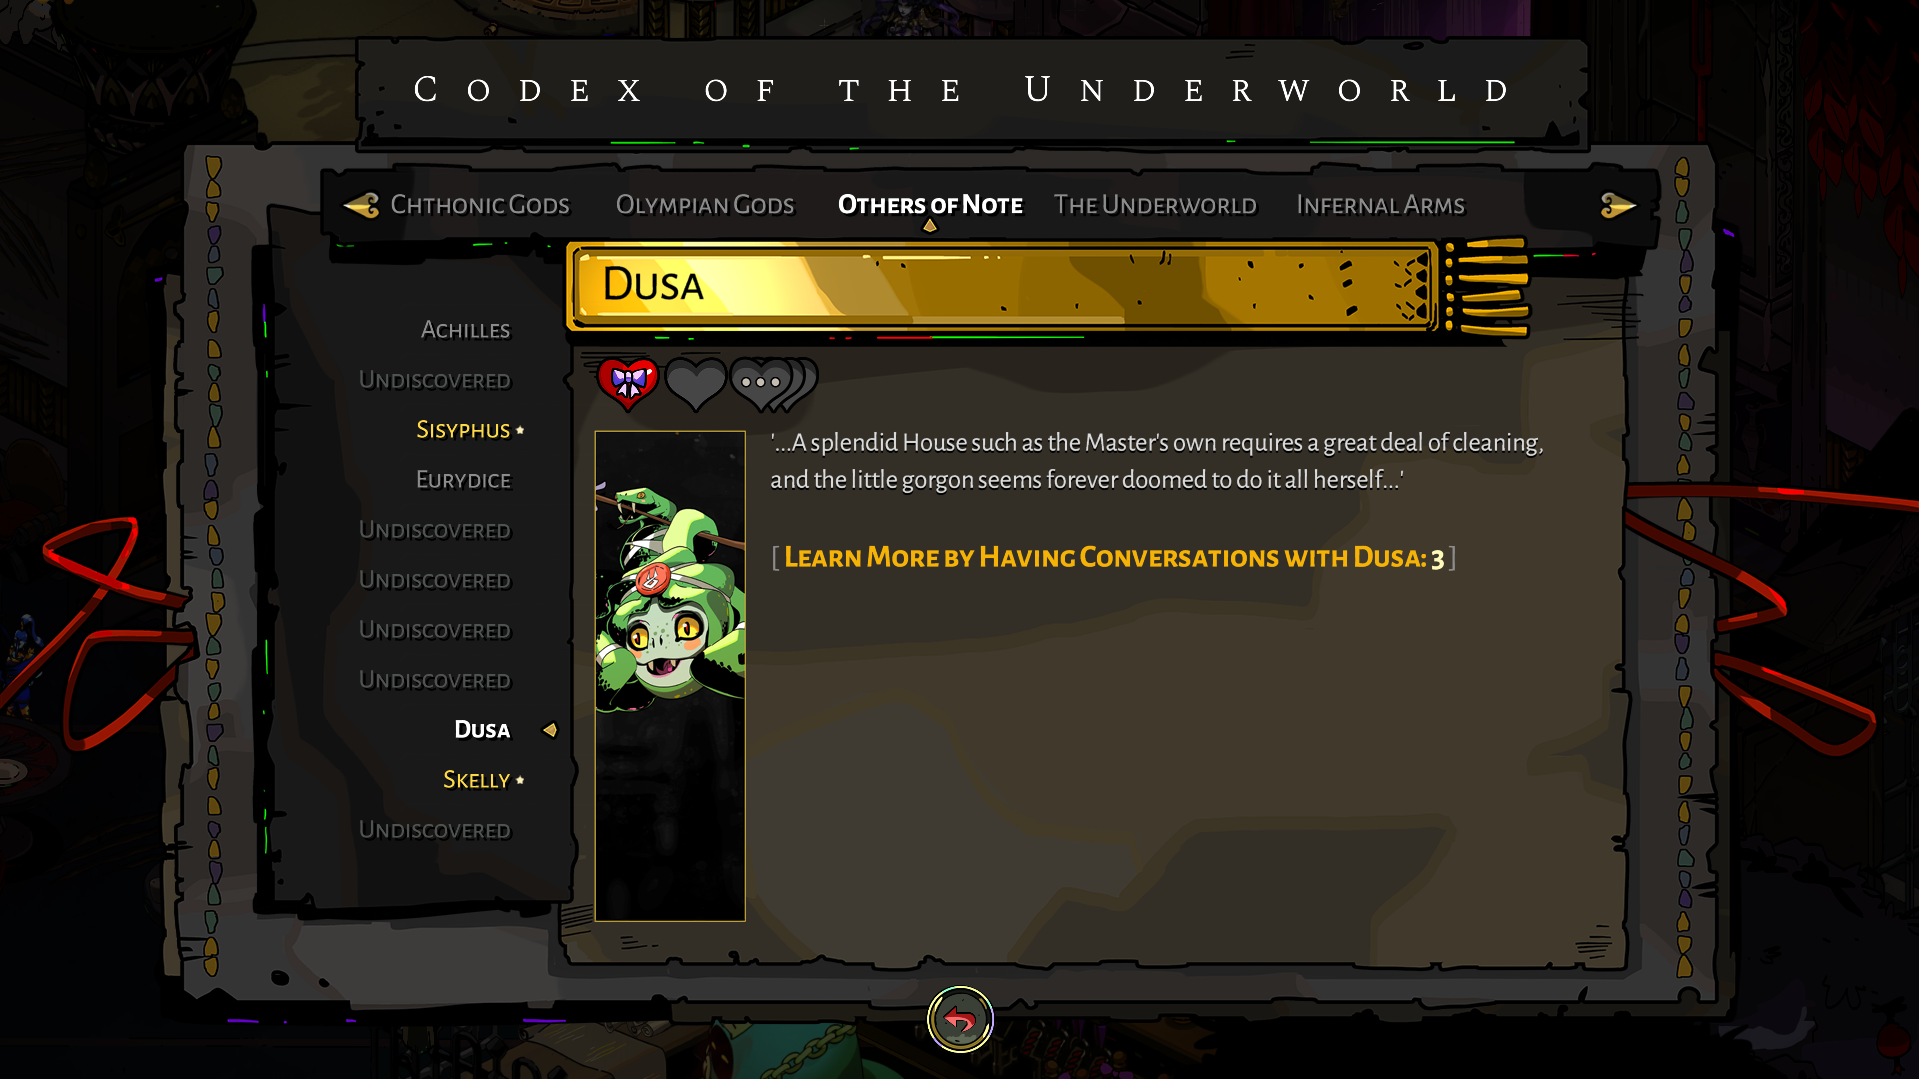 Codex of the Underworld
Chthonic Gods
Olympian Gods
Others of Note
The Underworld
Infernal Arms
Dusa
Achilles
Undiscovered
Sisyphus
Eurydice
Undiscovered
Undiscovered
Undiscovered
Undiscovered
Dusa
Skelly
Undiscovered
'...A splendid House such as the Master's own requires a great deal of cleaning,
and the little gorgon seems forever doomed to do it all herself...'
[ Learn More by Having Conversations with Dusa: 3 ]